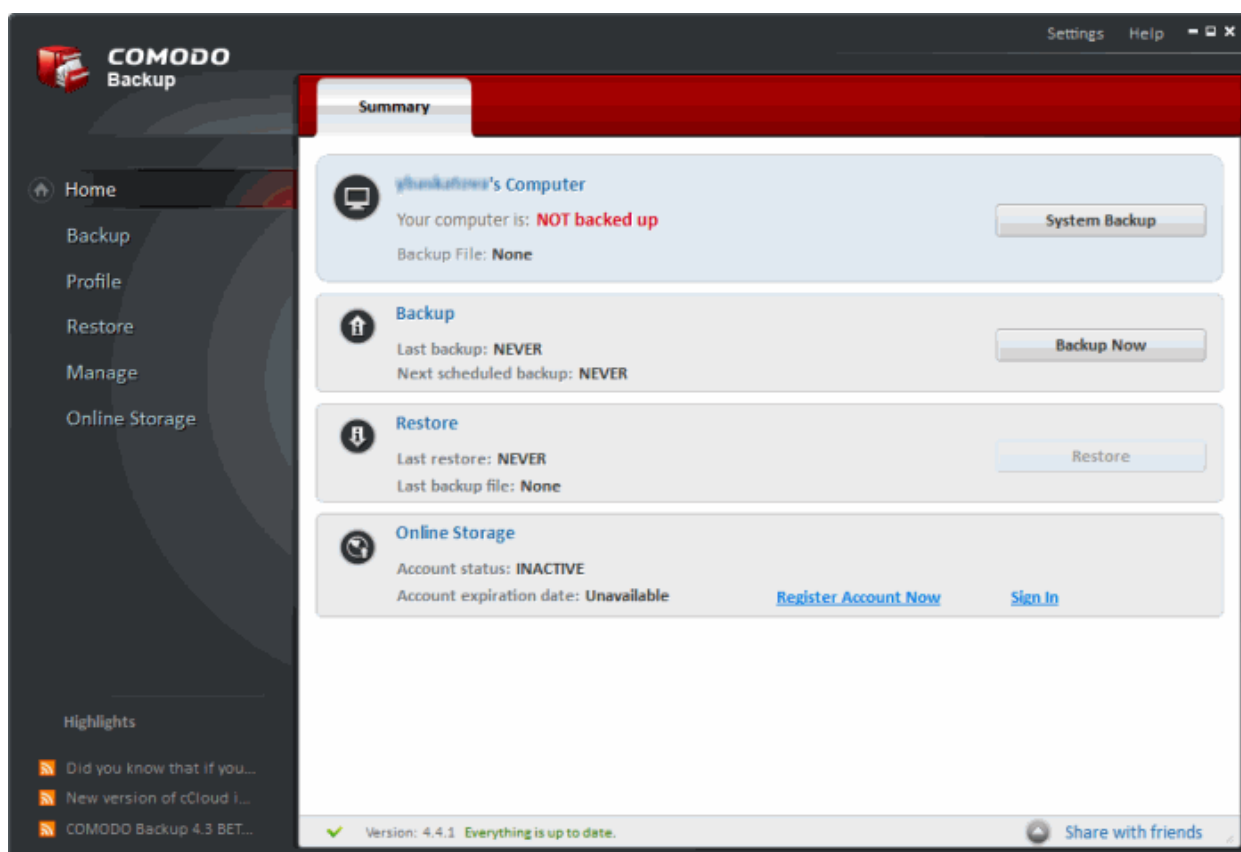 Settings Help
COMODO
Backup
Summary
Home
Backup
Profile
Restore
Manage
Online Storage
's Computer
Your computer is: NOT backed up
Backup File: None
System Backup
Backup
Last backup: NEVER
Next scheduled backup: NEVER
Backup Now
Restore
Last restore: NEVER
Last backup file: None
Restore
Online Storage
Account status: INACTIVE
Account expiration date: Unavailable
Register Account Now
Sign In
Highlights
Did you know that if you...
New version of cCloud i...
COMODO Backup 4.3 BET...
Version: 4.4.1 Everything is up to date.
Share with friends